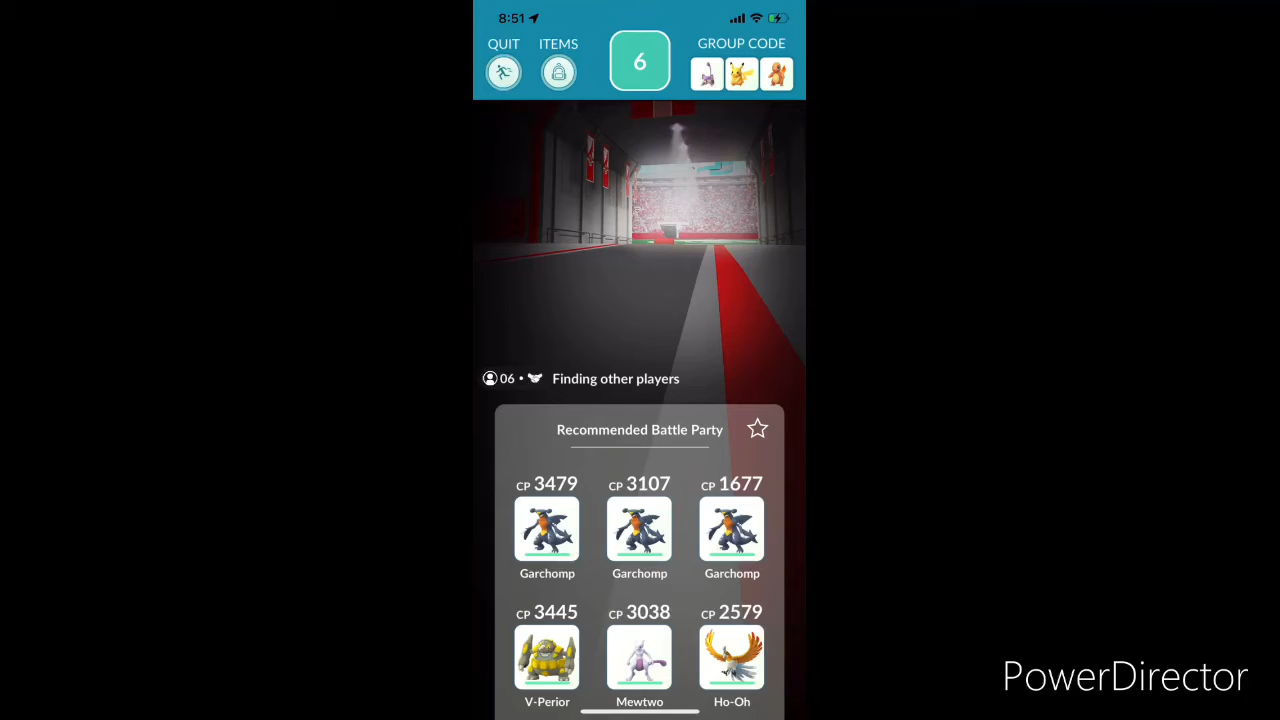 8:51
QUIT ITEMS 6 GROUP CODE
06 • Finding other players
Recommended Battle Party
CP 3479 CP 3107 CP 1677
Garchomp Garchomp Garchomp
CP 3445 CP 3038 CP 2579
V-Perior Mewtwo Ho-Oh
PowerDirector